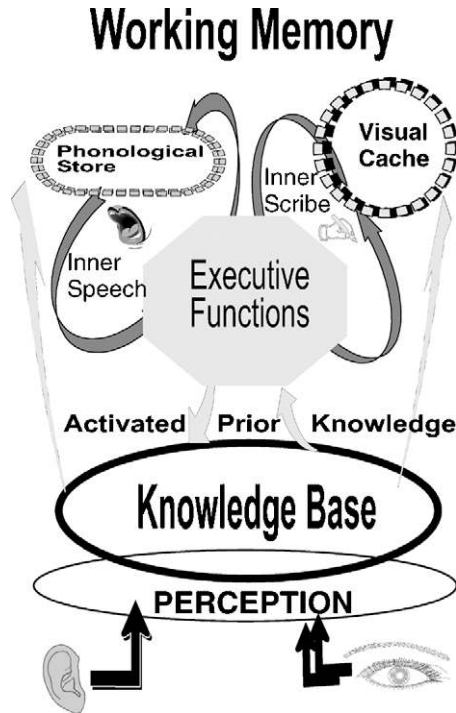 Working Memory
Phonological
Store
Visual
Cache
Inner
Scribe
Inner
Speech
Executive
Functions
Activated Prior Knowledge
Knowledge Base
PERCEPTION